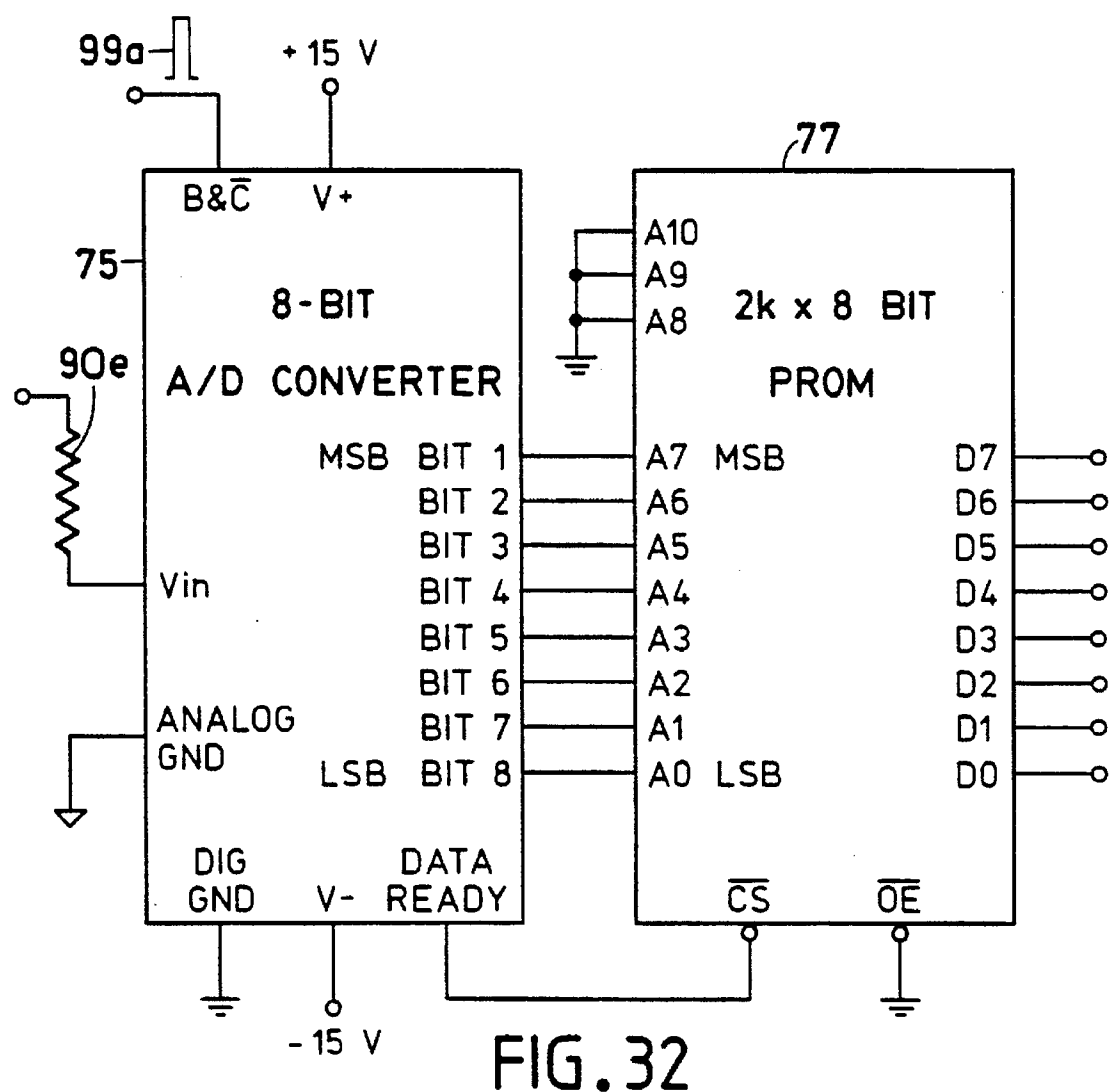 99a
+15 V
77
B&C̅ V+
A10
75
A9
8-BIT
2k x 8 BIT
A8
90e
A/D CONVERTER
PROM
MSB BIT 1
A7 MSB
D7
BIT 2
A6
D6
BIT 3
A5
D5
Vin
BIT 4
A4
D4
BIT 5
A3
D3
BIT 6
A2
D2
ANALOG
GND
BIT 7
A1
D1
LSB BIT 8
A0 LSB
D0
DIG
GND
V-
DATA
READY
C̅S̅
O̅E̅
-15 V
FIG. 32